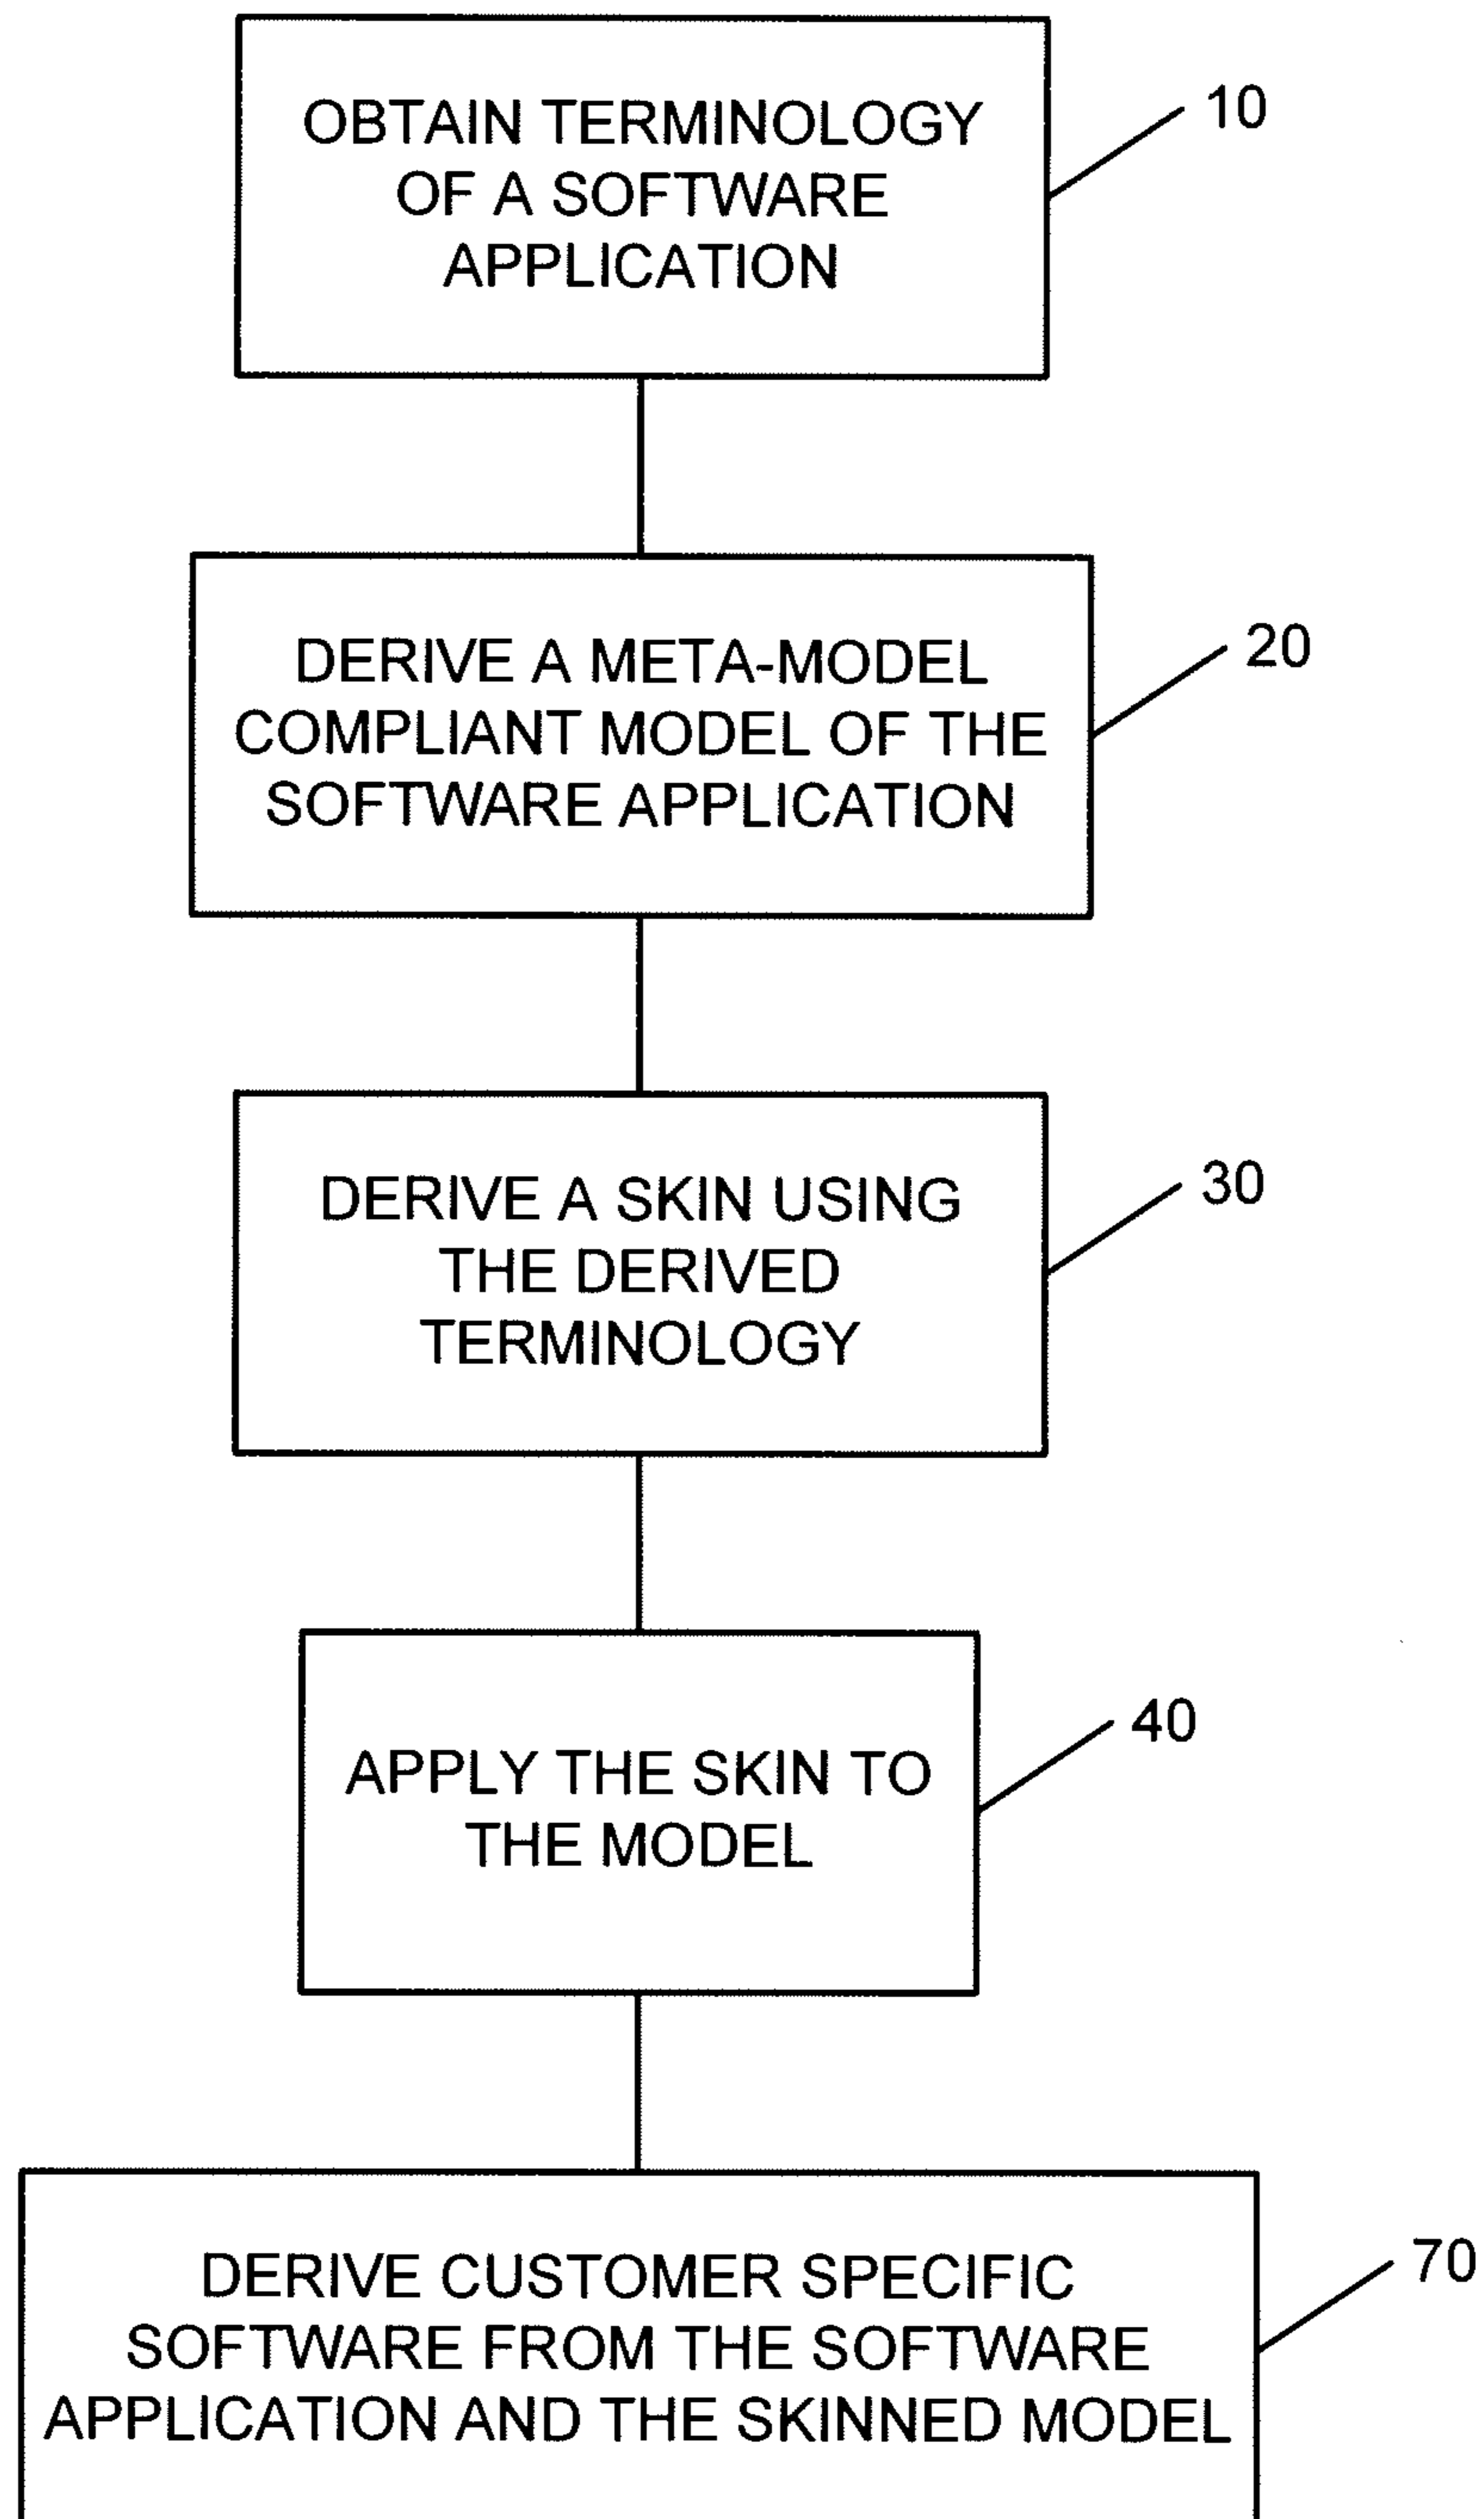 OBTAIN TERMINOLOGY
OF A SOFTWARE
APPLICATION
10
DERIVE A META-MODEL
COMPLIANT MODEL OF THE
SOFTWARE APPLICATION
20
DERIVE A SKIN USING
THE DERIVED
TERMINOLOGY
30
APPLY THE SKIN TO
THE MODEL
40
DERIVE CUSTOMER SPECIFIC
SOFTWARE FROM THE SOFTWARE
APPLICATION AND THE SKINNED MODEL
70